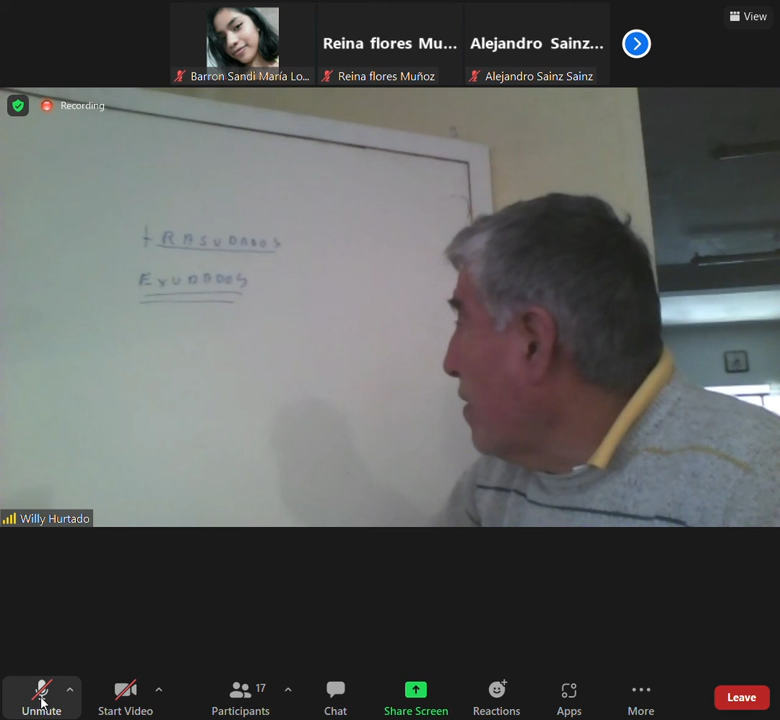 View
Reina flores Mu...
Alejandro Sainz...
Barron Sandi María Lo...
Reina flores Muñoz
Alejandro Sainz Sainz
Recording
tRASUDADOS
EXUDADOS
Willy Hurtado
17
Unmute
Start Video
Participants
Chat
Share Screen
Reactions
Apps
More
Leave